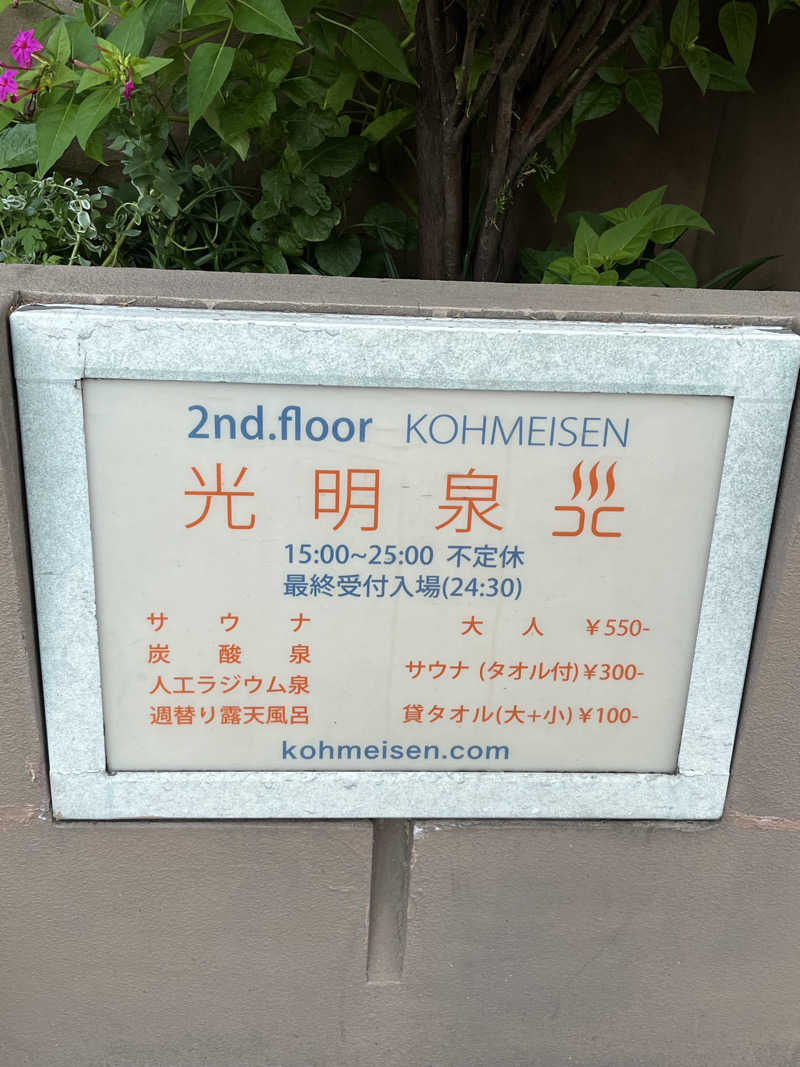 2nd.floor KOHMEISEN
光明泉
15:00~25:00 不定休
最終受付入場(24:30)
サウナ
炭酸泉
人工ラジウム泉
週替り露天風呂
大人 ¥550-
サウナ (タオル付)¥300-
貸タオル(大+小)¥100-
kohmeisen.com